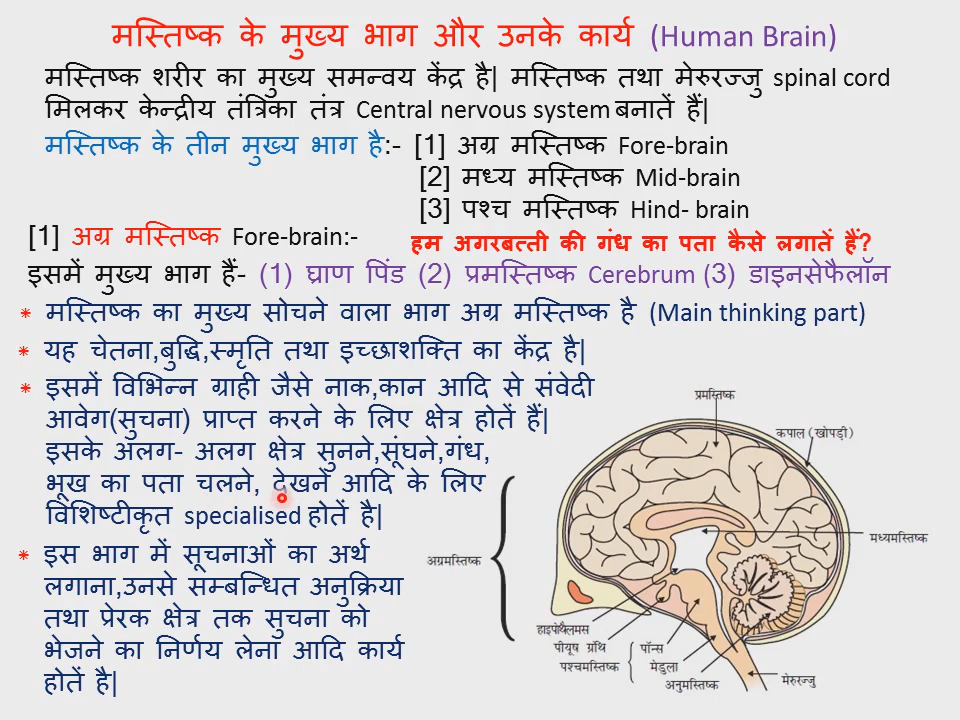 मस्तिष्क के मुख्य भाग और उनके कार्य (Human Brain)
मस्तिष्क शरीर का मुख्य समन्वय केंद्र है| मस्तिष्क तथा मेरुरज्जु spinal cord
मिलकर केन्द्रीय तंत्रिका तंत्र Central nervous system बनातें हैं|
मस्तिष्क के तीन मुख्य भाग है:- [1] अग्र मस्तिष्क Fore-brain
[2] मध्य मस्तिष्क Mid-brain
[3] पश्च मस्तिष्क Hind- brain
[1] अग्र मस्तिष्क Fore-brain:-
हम अगरबत्ती की गंध का पता कैसे लगातें हैं?
इसमें मुख्य भाग हैं- (1) घ्राण पिंड (2) प्रमस्तिष्क Cerebrum (3) डाइनसेफैलॉन
* मस्तिष्क का मुख्य सोचने वाला भाग अग्र मस्तिष्क है (Main thinking part)
* यह चेतना,बुद्धि,स्मृति तथा इच्छाशक्ति का केंद्र है|
* इसमें विभिन्न ग्राही जैसे नाक,कान आदि से संवेदी
आवेग(सुचना) प्राप्त करने के लिए क्षेत्र होतें हैं|
इसके अलग- अलग क्षेत्र सुनने,सूंघने,गंध,
भूख का पता चलने, देखने आदि के लिए
विशिष्टीकृत specialised होतें है|
* इस भाग में सूचनाओं का अर्थ
लगाना,उनसे सम्बन्धित अनुक्रिया
तथा प्रेरक क्षेत्र तक सुचना को
भेजने का निर्णय लेना आदि कार्य
होतें है|
प्रमस्तिष्क
कपाल (खोपड़ी)
मध्यमस्तिष्क
अग्रमस्तिष्क
हाइपोथैलमस
पीयूष ग्रंथि
पश्चमस्तिष्क
पॉन्स
मेडुला
अनुमस्तिष्क
मेरुरज्जु